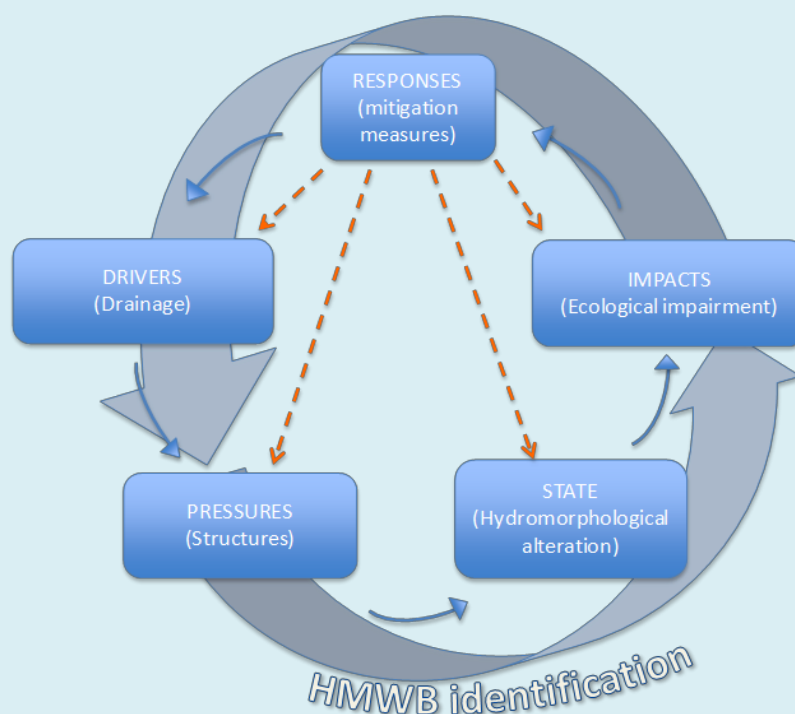 RESPONSES
(mitigation
measures)
DRIVERS
(Drainage)
IMPACTS
(Ecological impairment)
PRESSURES
(Structures)
STATE
(Hydromorphological
alteration)
HMWB identification